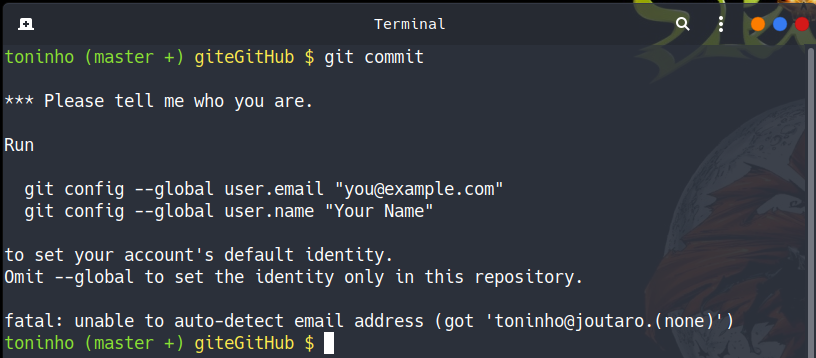 Terminal
toninho (master +) giteGitHub $ git commit
*** Please tell me who you are.
Run
git config --global user.email "you@example.com"
git config --global user.name "Your Name"
to set your account's default identity.
Omit --global to set the identity only in this repository.
fatal: unable to auto-detect email address (got 'toninho@joutaro.(none)')
toninho (master +) giteGitHub $